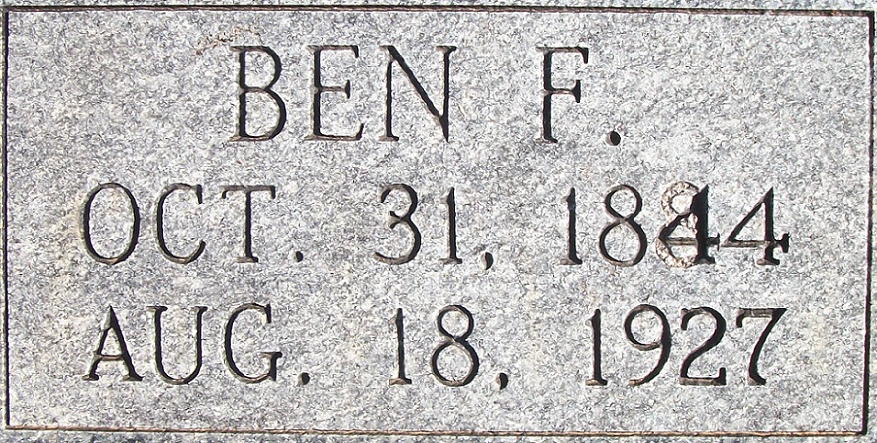 BEN F.
OCT. 31, 1844
AUG. 18, 1927